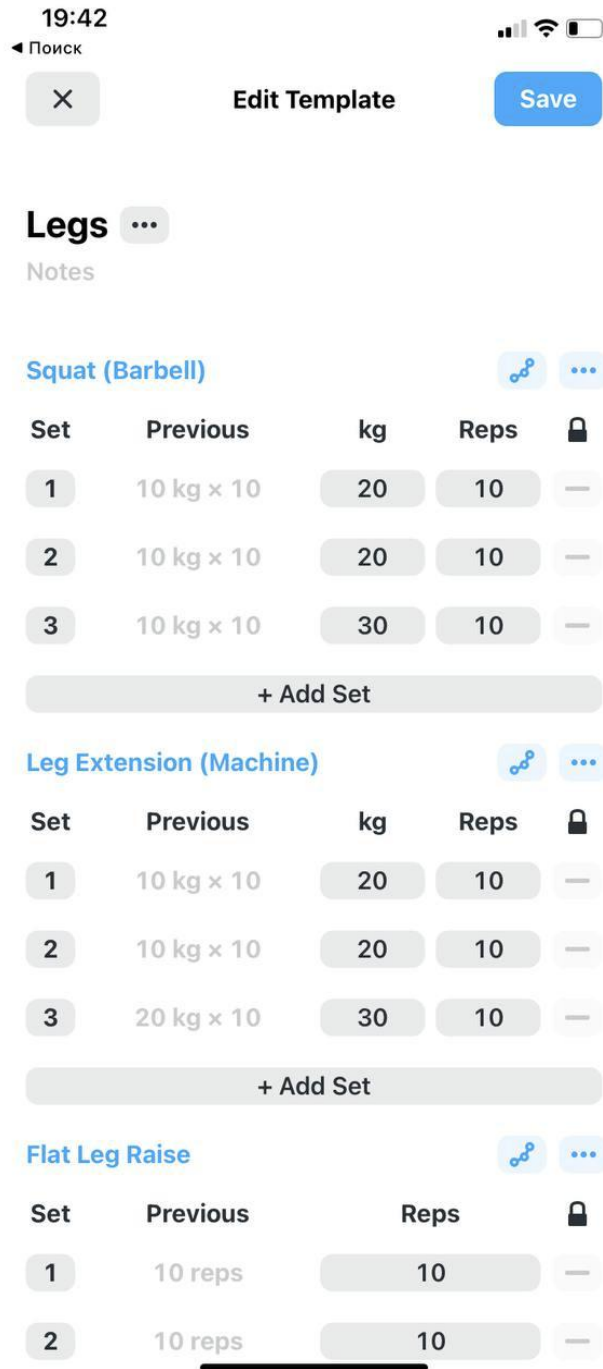 19:42
◀ Поиск
Edit Template
Save
Legs
Notes
Squat (Barbell)
Set Previous kg Reps
1 10 kg × 10 20 10
2 10 kg × 10 20 10
3 10 kg × 10 30 10
+ Add Set
Leg Extension (Machine)
Set Previous kg Reps
1 10 kg × 10 20 10
2 10 kg × 10 20 10
3 20 kg × 10 30 10
+ Add Set
Flat Leg Raise
Set Previous Reps
1 10 reps 10
2 10 reps 10